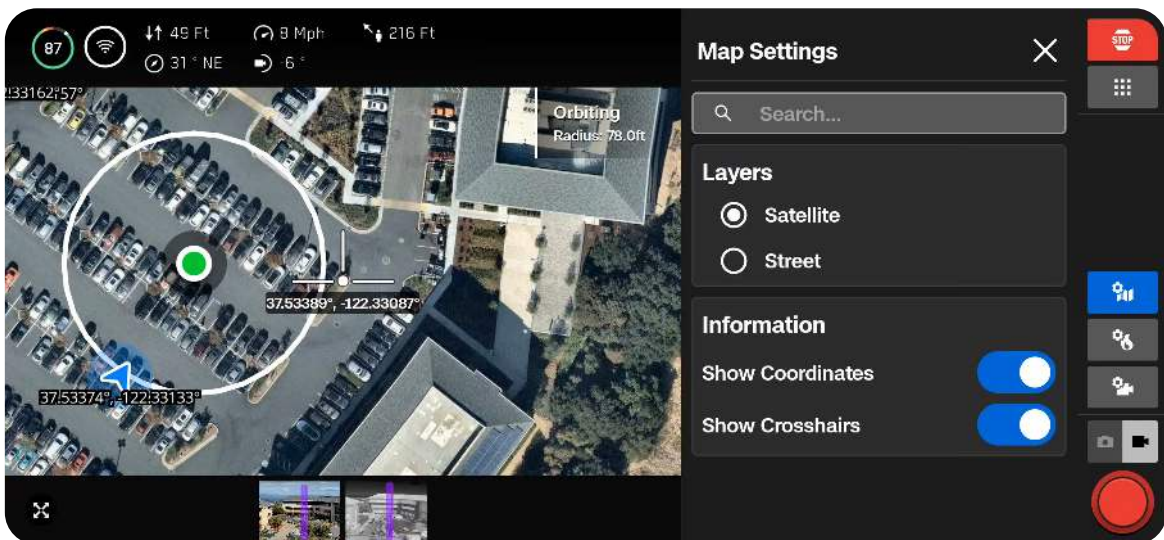 87
49 Ft
8 Mph
216 Ft
31 ° NE
-6 °
Orbiting
Radius: 78.0ft
37.53389°, -122.33087°
37.53374°, -122.33133°
Map Settings
Search...
Layers
Satellite
Street
Information
Show Coordinates
Show Crosshairs
STOP